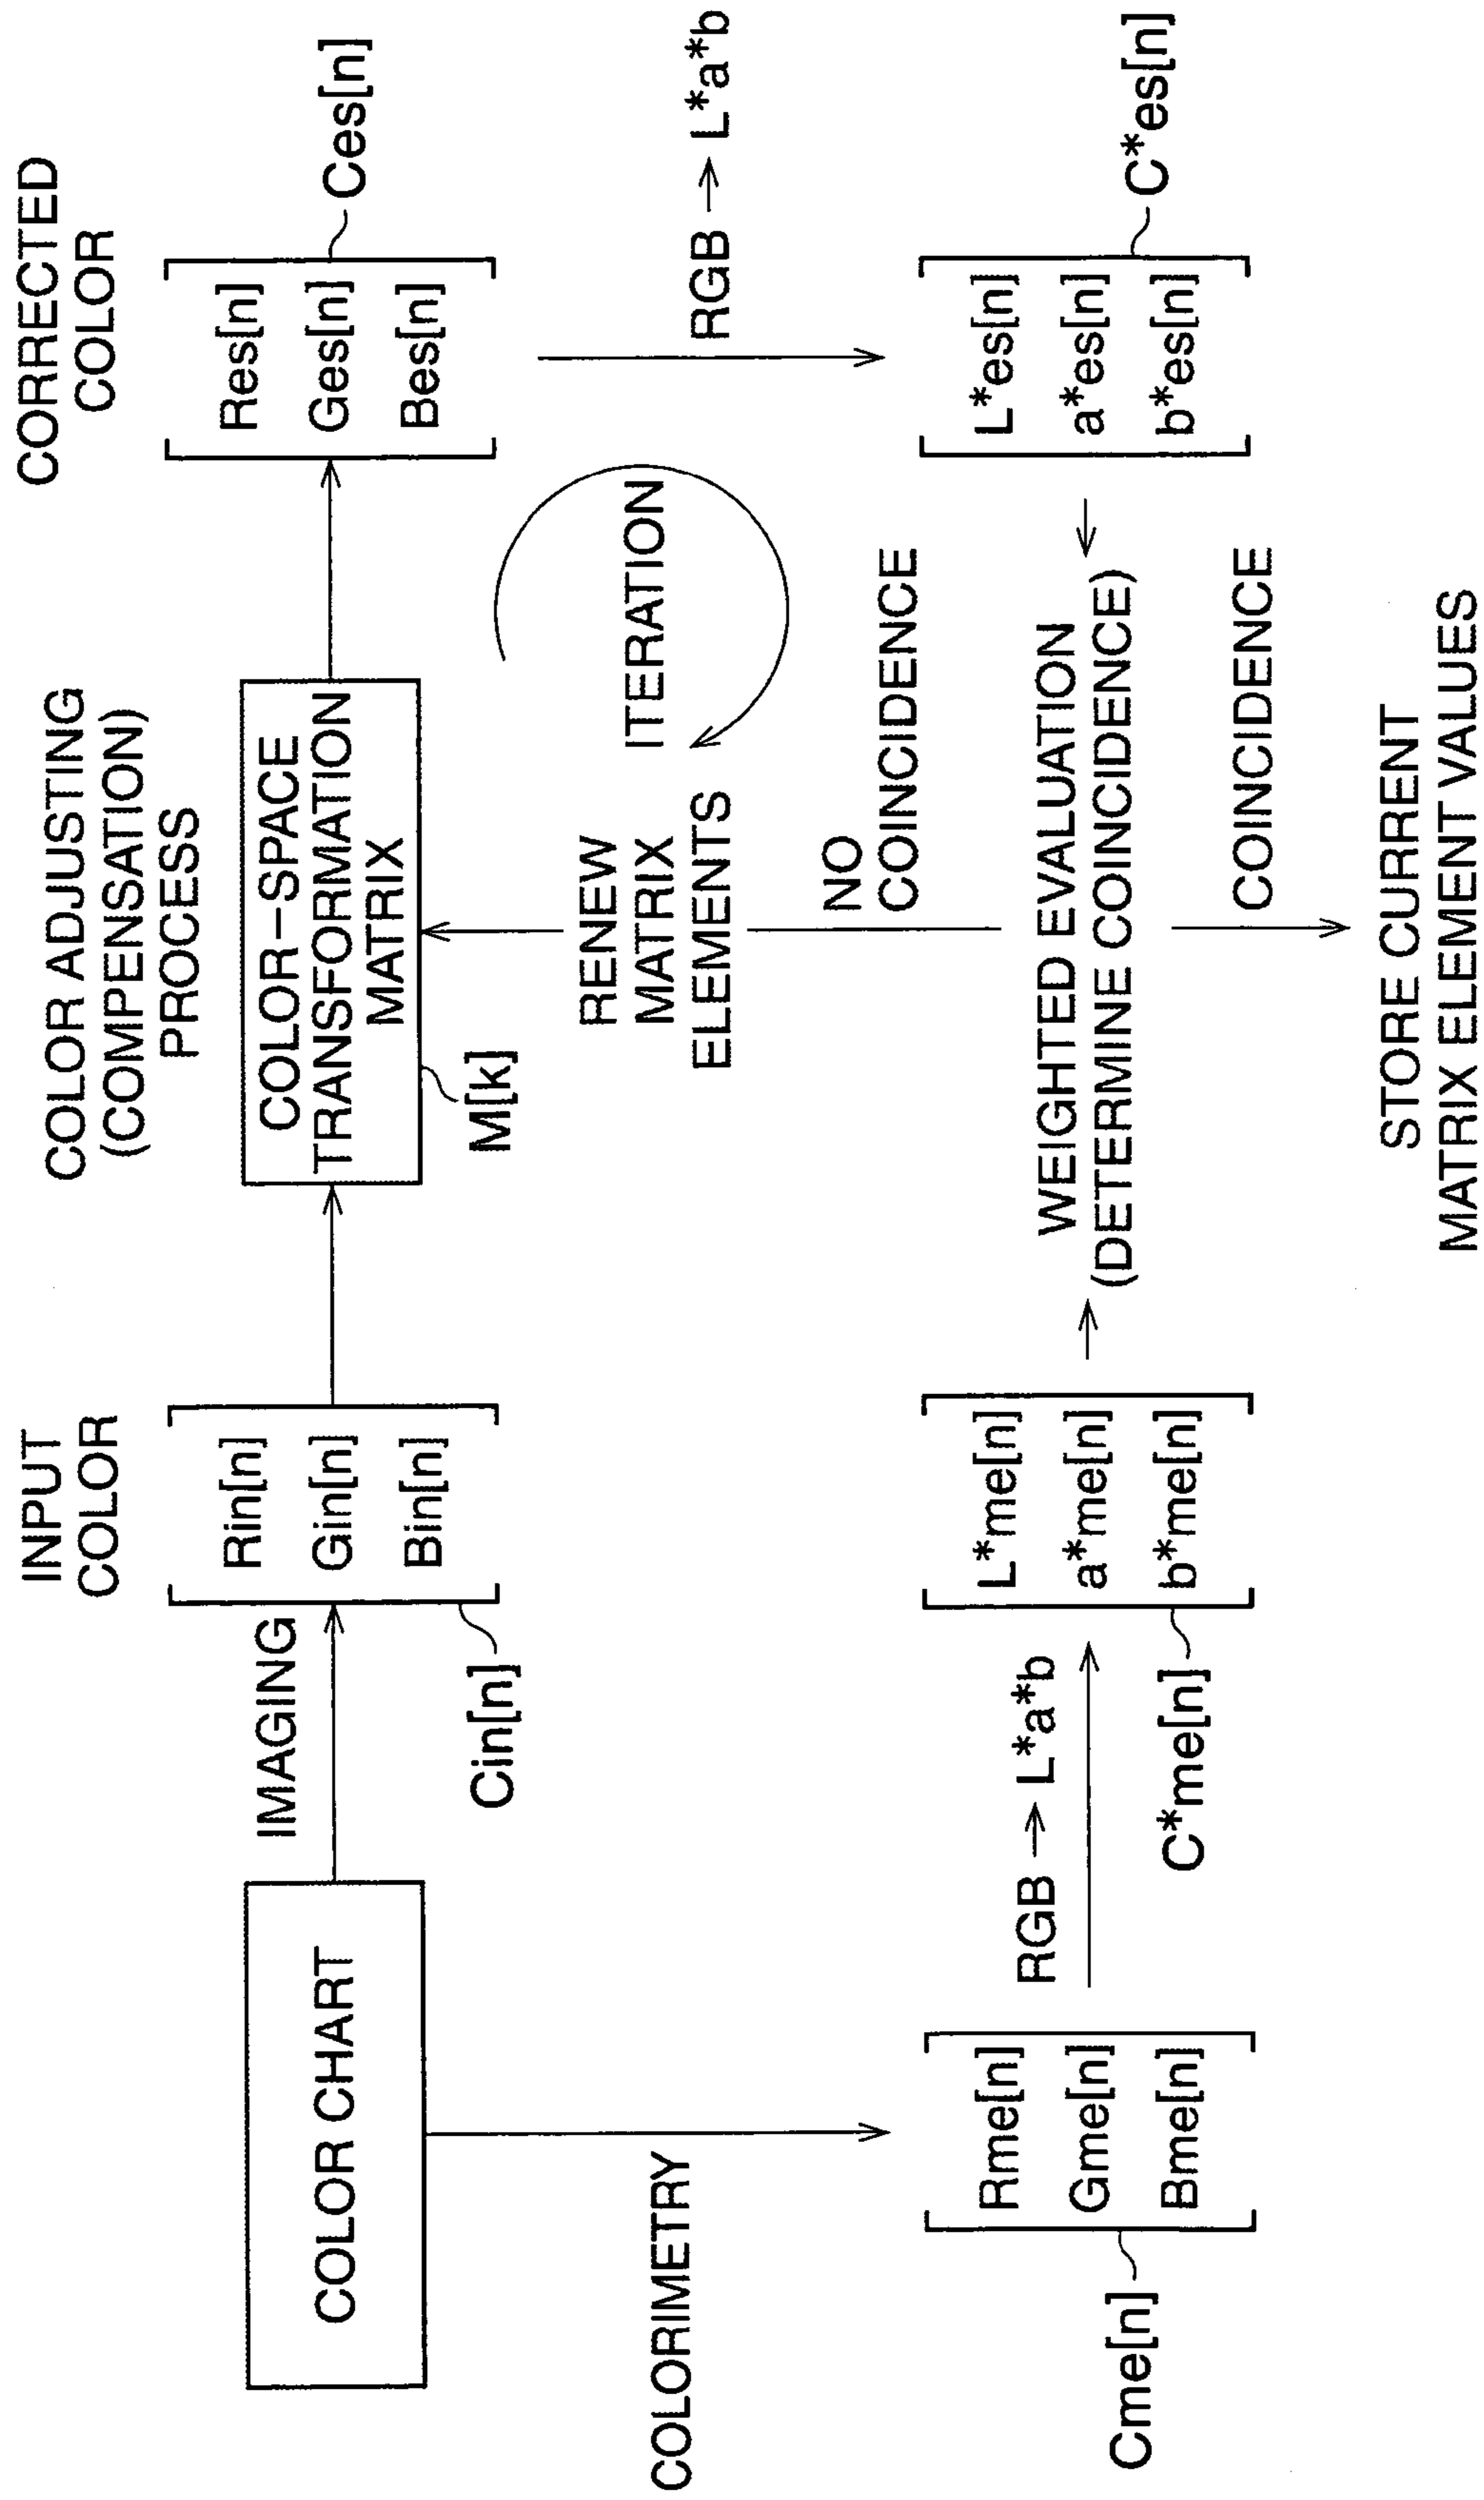 INPUT
COLOR
COLOR ADJUSTING
(COMPENSATION)
PROCESS
CORRECTED
COLOR
COLOR CHART
IMAGING
Rin[n]
Gin[n]
Bin[n]
Cin[n]
COLOR-SPACE
TRANSFORMATION
MATRIX
M[k]
Res[n]
Ges[n]
Bes[n]
Ces[n]
COLORIMETRY
RENEW
MATRIX
ELEMENTS
ITERATION
RGB → L*a*b
NO
COINCIDENCE
Rme[n]
Gme[n]
Bme[n]
Cme[n]
RGB → L*a*b
L*me[n]
a*me[n]
b*me[n]
C*me[n]
WEIGHTED EVALUATION
(DETERMINE COINCIDENCE)
L*es[n]
a*es[n]
b*es[n]
C*es[n]
COINCIDENCE
STORE CURRENT
MATRIX ELEMENT VALUES